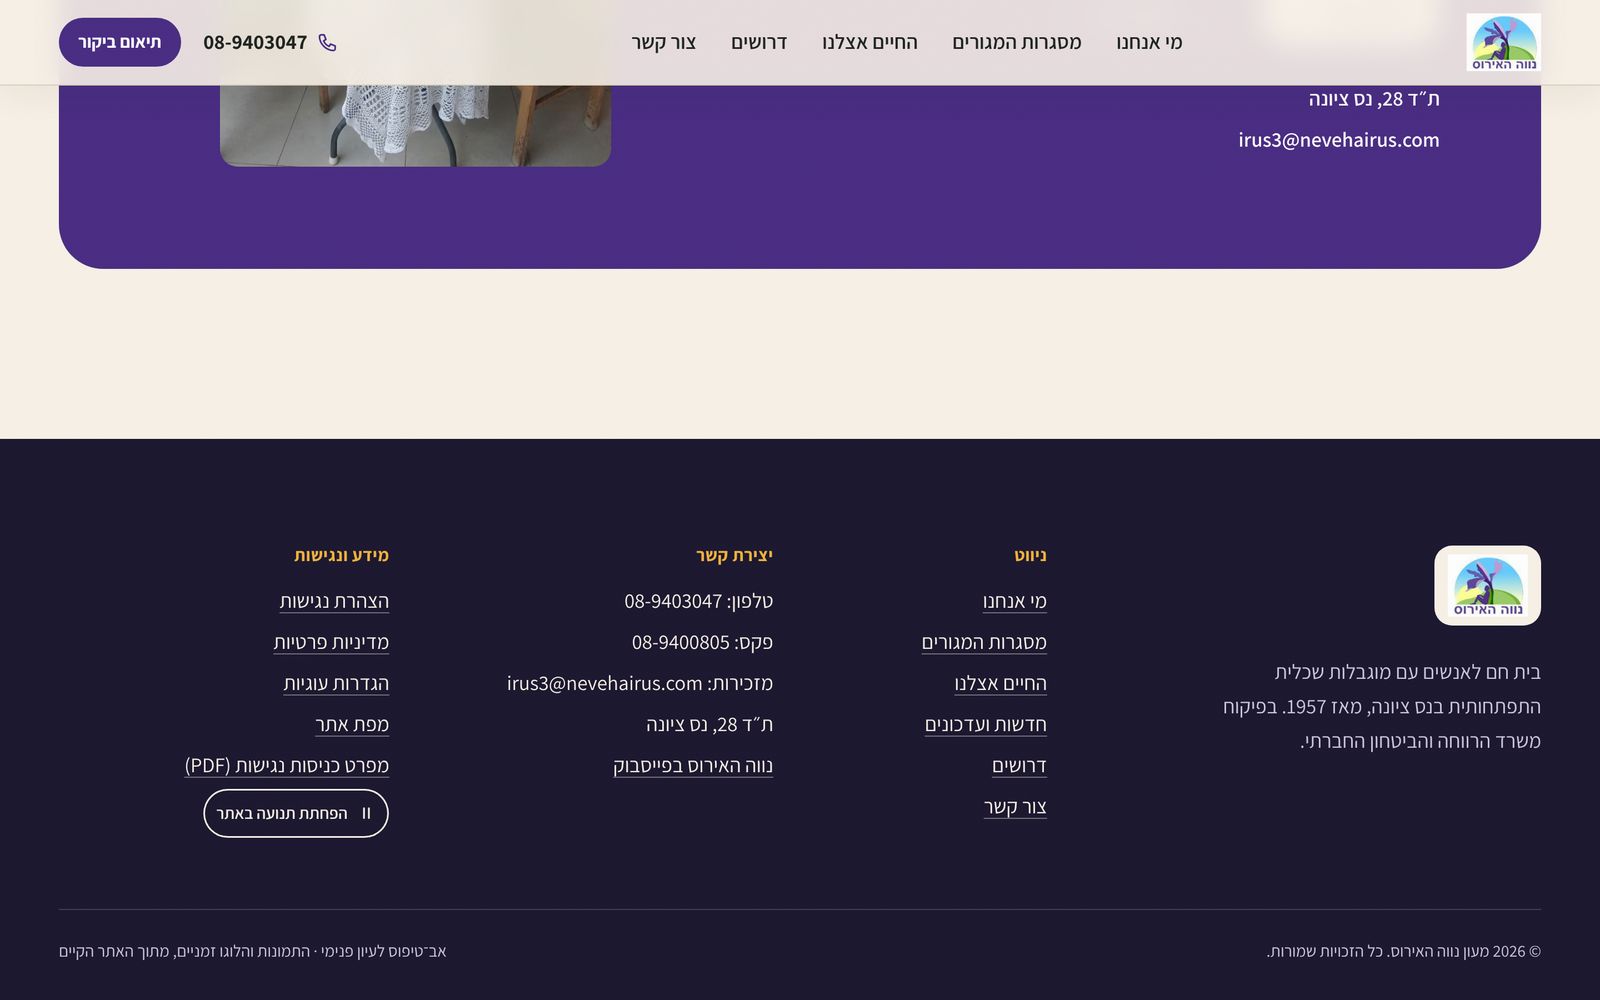 נווה האירוס
מי אנחנו
מסגרות המגורים
החיים אצלנו
דרושים
צור קשר
08-9403047
תיאום ביקור
ת״ד 28, נס ציונה
irus3@nevehairus.com
נווה האירוס
בית חם לאנשים עם מוגבלות שכלית
התפתחותית בנס ציונה, מאז 1957. בפיקוח
משרד הרווחה והביטחון החברתי.
ניווט
מי אנחנו
מסגרות המגורים
החיים אצלנו
חדשות ועדכונים
דרושים
צור קשר
יצירת קשר
טלפון: 08-9403047
פקס: 08-9400805
מזכירות: irus3@nevehairus.com
ת״ד 28, נס ציונה
נווה האירוס בפייסבוק
מידע ונגישות
הצהרת נגישות
מדיניות פרטיות
הגדרות עוגיות
מפת אתר
מפרט כניסות נגישות (PDF)
הפחתת תנועה באתר
© 2026 מעון נווה האירוס. כל הזכויות שמורות.
אב־טיפוס לעיון פנימי · התמונות והלוגו זמניים, מתוך האתר הקיים